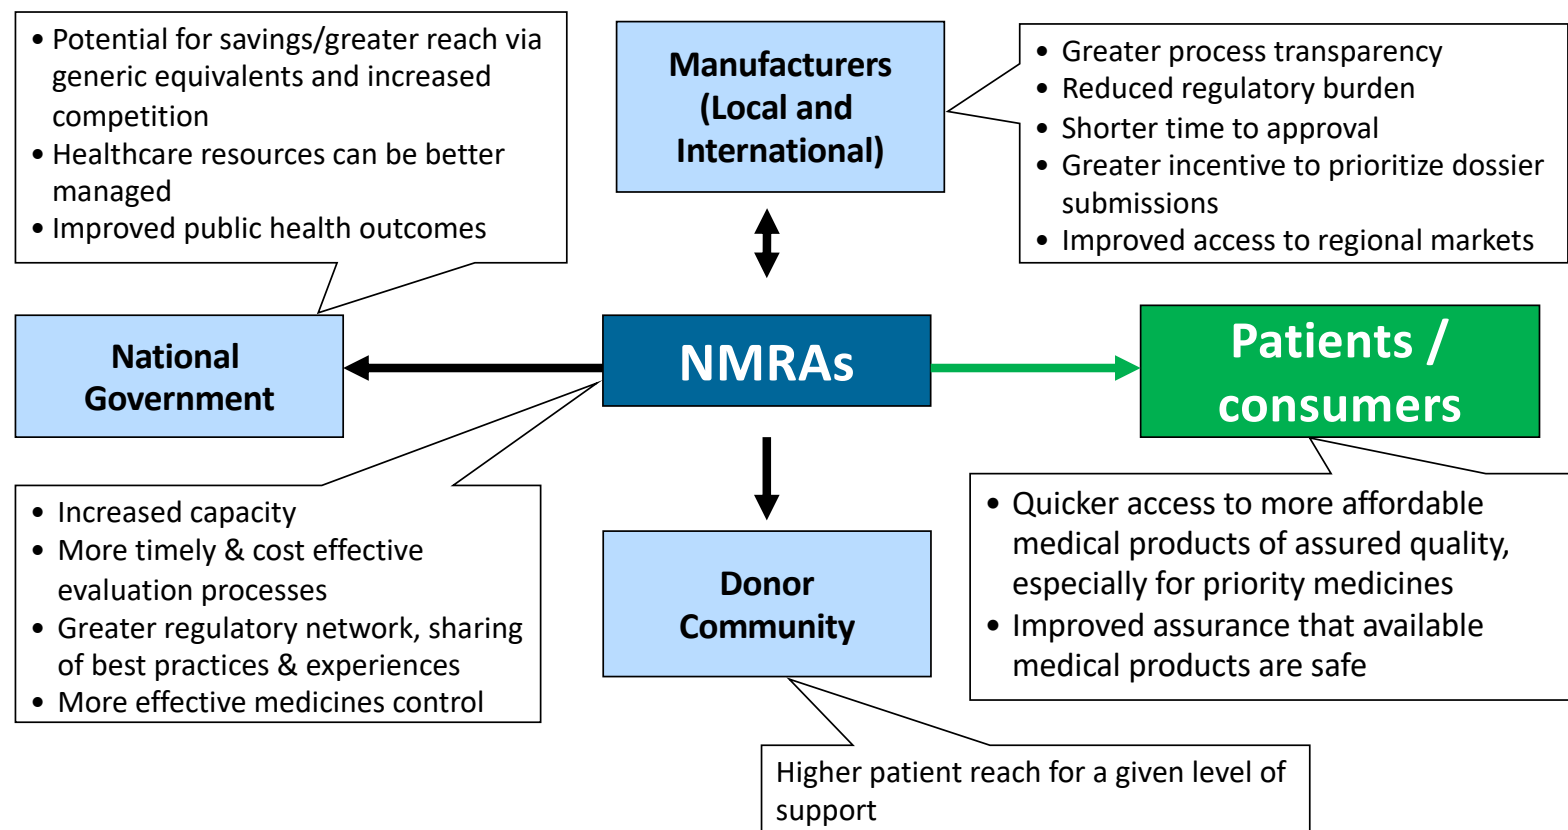 • Potential for savings/greater reach via
generic equivalents and increased
competition
• Healthcare resources can be better
managed
• Improved public health outcomes
Manufacturers
(Local and
International)
• Greater process transparency
• Reduced regulatory burden
• Shorter time to approval
• Greater incentive to prioritize dossier
submissions
• Improved access to regional markets
National
Government
NMRAs
Patients /
consumers
• Increased capacity
• More timely & cost effective
evaluation processes
• Greater regulatory network, sharing
of best practices & experiences
• More effective medicines control
Donor
Community
• Quicker access to more affordable
medical products of assured quality,
especially for priority medicines
• Improved assurance that available
medical products are safe
Higher patient reach for a given level of
support